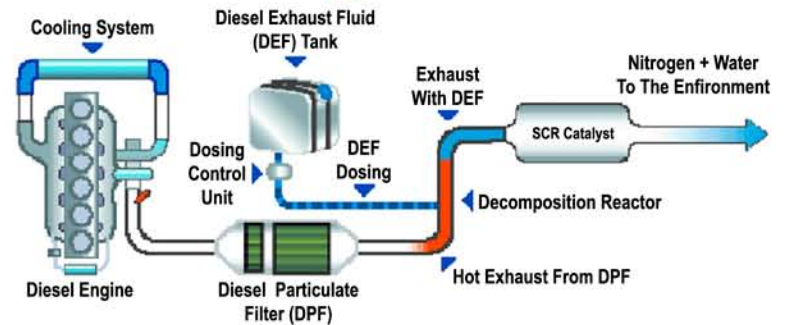 Cooling System
Diesel Exhaust Fluid
(DEF) Tank
Exhaust
With DEF
Nitrogen + Water
To The Enfironment
SCR Catalyst
Dosing
Control
Unit
DEF
Dosing
Decomposition Reactor
Hot Exhaust From DPF
Diesel Engine
Diesel Particulate
Filter (DPF)